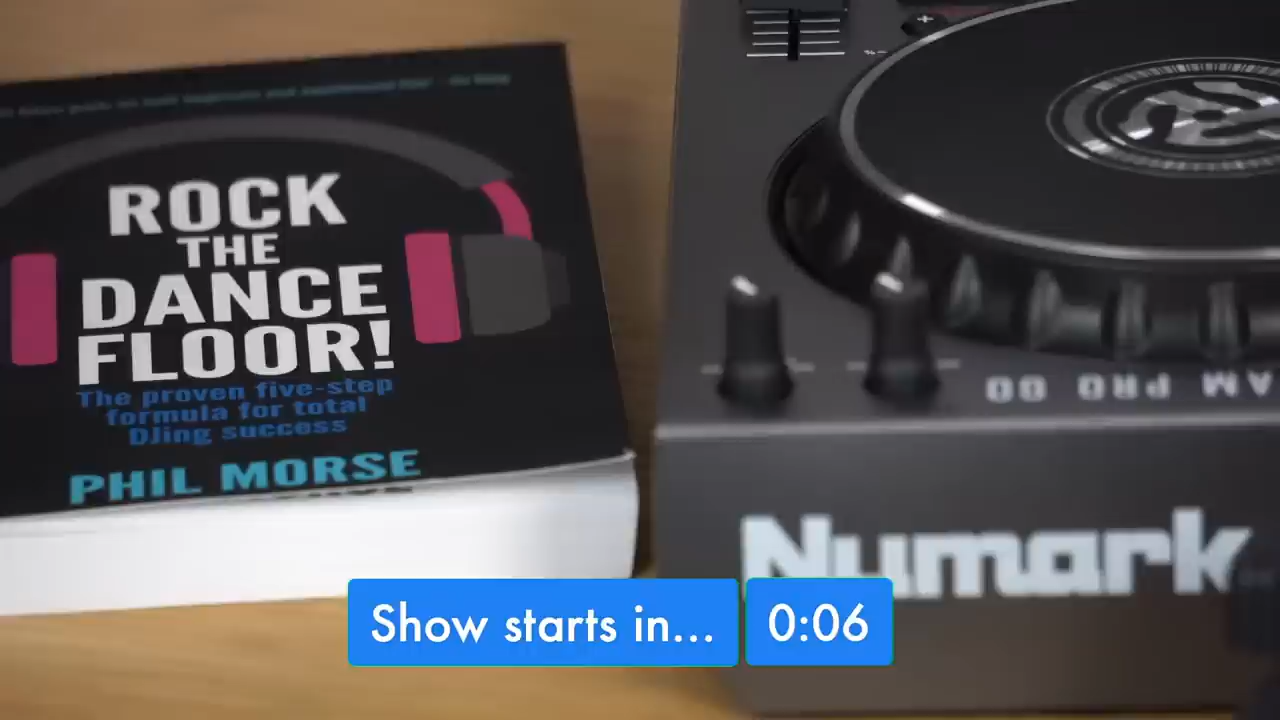 ROCK
THE
DANCE
FLOOR!
The proven five-step
formula for total
DJing success
PHIL MORSE
Numark
Show starts in... 0:06